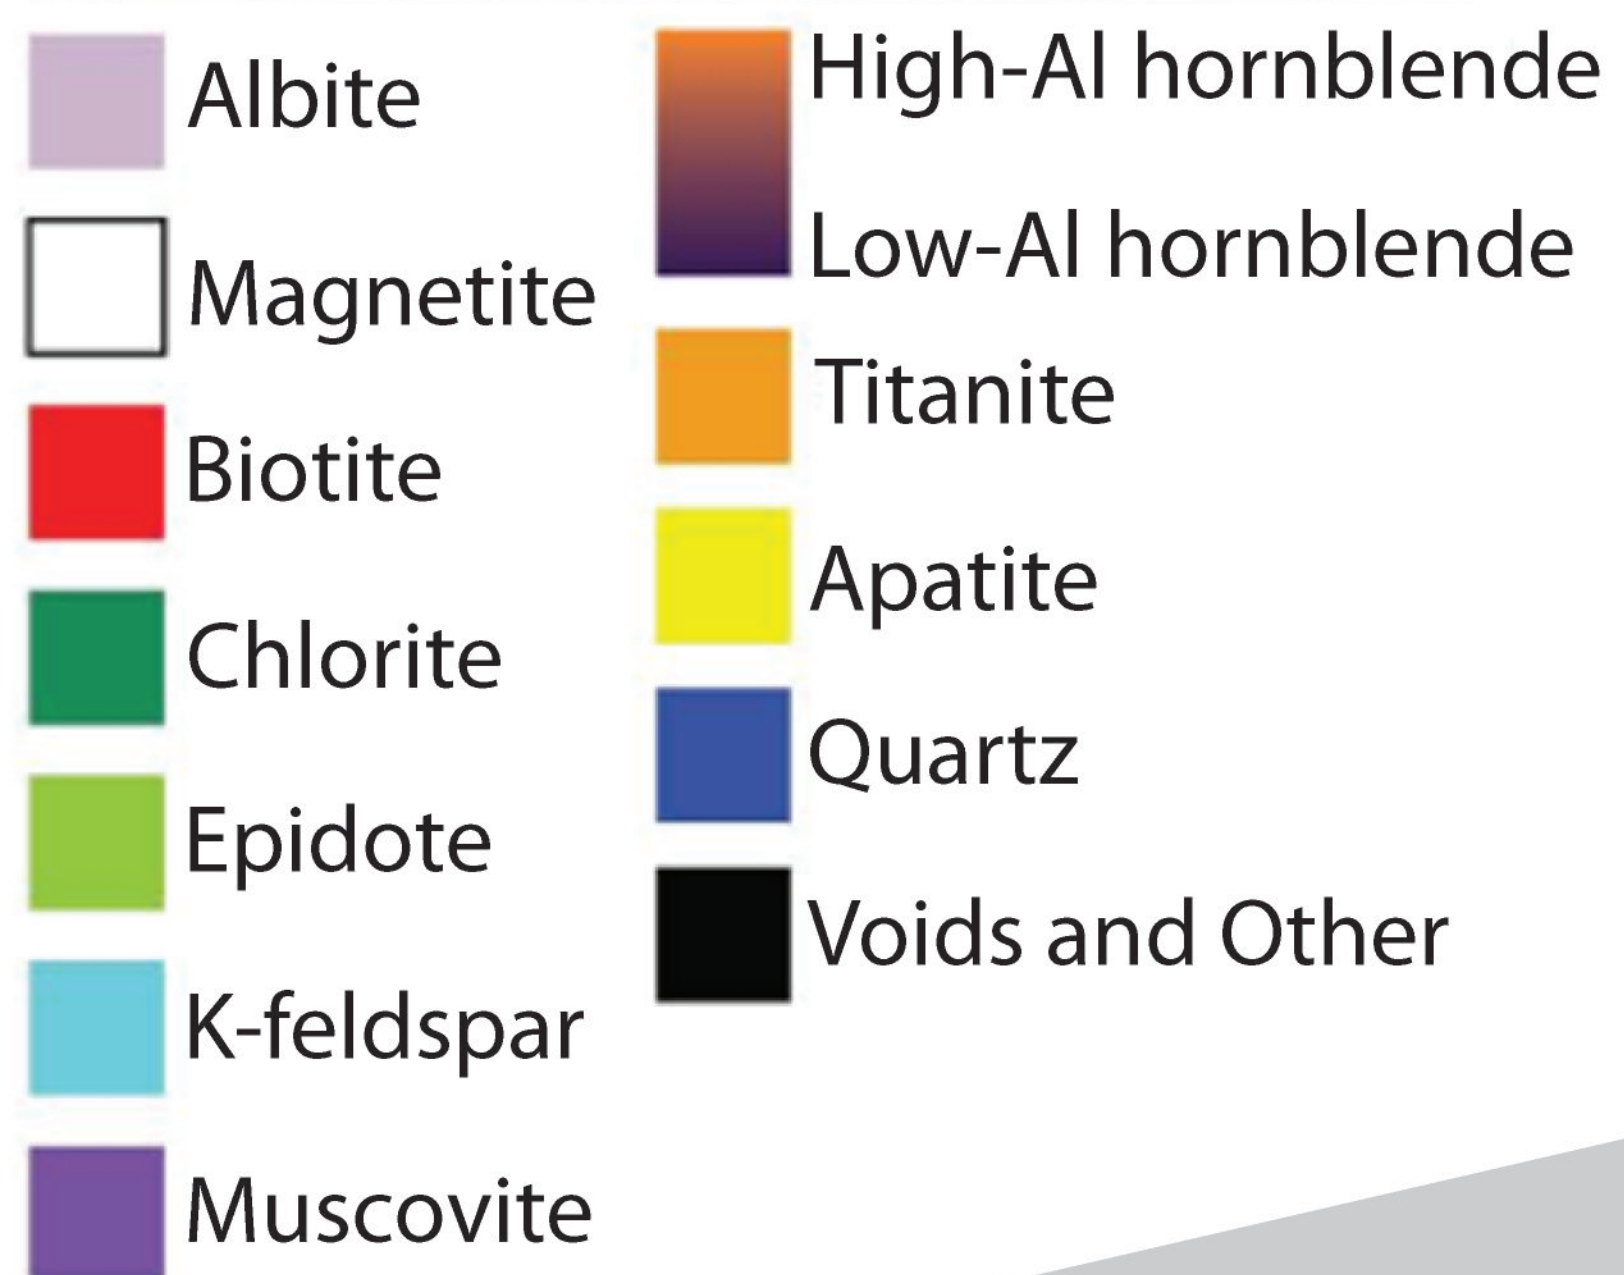 Albite
Magnetite
Biotite
Chlorite
Epidote
K-feldspar
Muscovite
High-Al hornblende
Low-Al hornblende
Titanite
Apatite
Quartz
Voids and Other